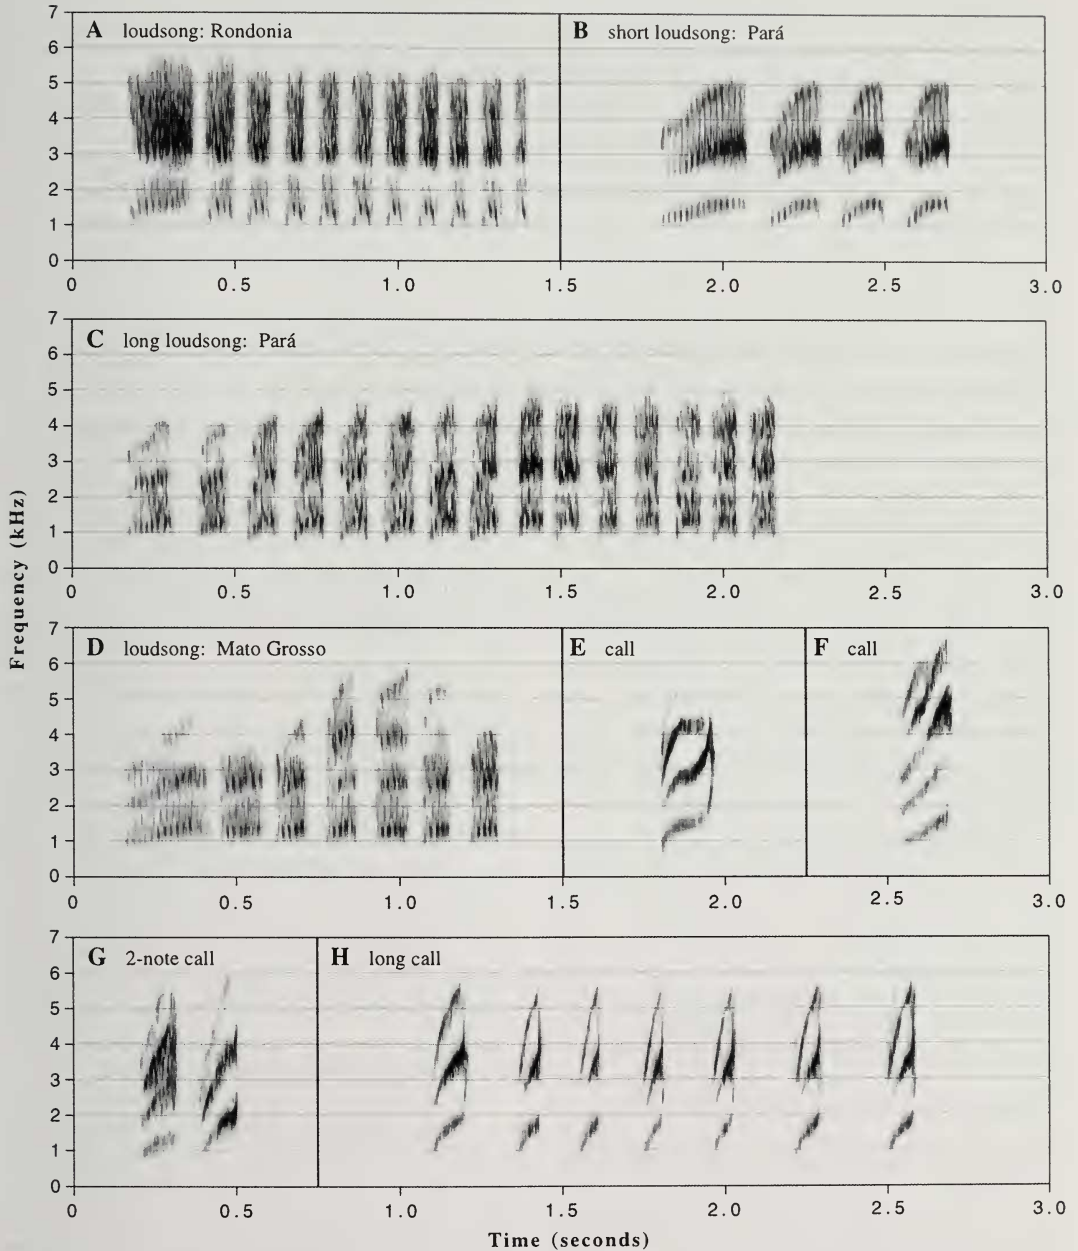 7
A loudsong: Rondonia
B short loudsong: Pará
6
5
4
3
2
1
0
0 0.5 1.0 1.5 2.0 2.5 3.0
7
C long loudsong: Pará
6
5
4
3
2
1
0
0 0.5 1.0 1.5 2.0 2.5 3.0
Frequency (kHz)
7
D loudsong: Mato Grosso
E call
F call
6
5
4
3
2
1
0
0 0.5 1.0 1.5 2.0 2.5 3.0
7
G 2-note call
H long call
6
5
4
3
2
1
0
0 0.5 1.0 1.5 2.0 2.5 3.0
Time (seconds)